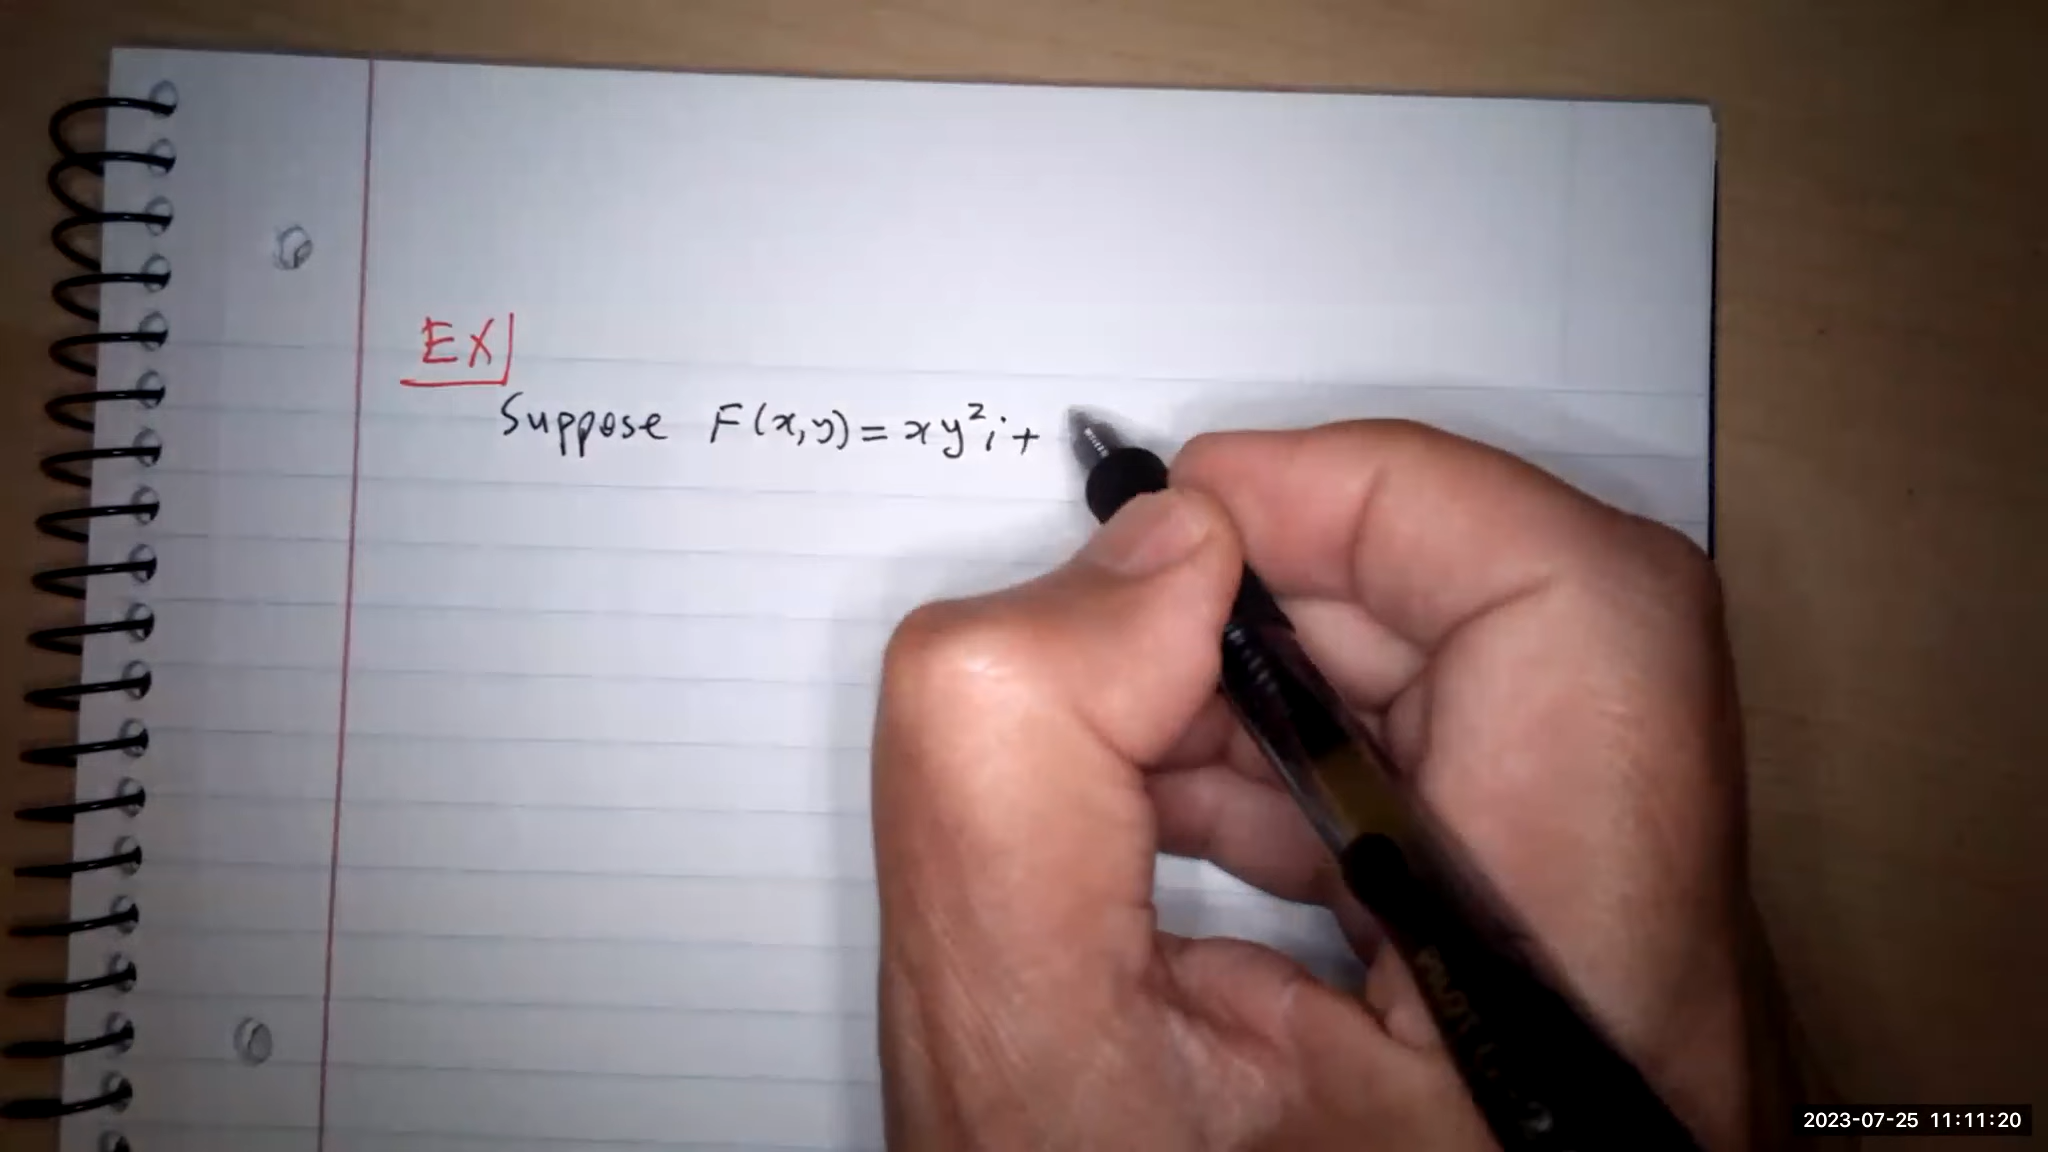 EX
Suppose F(x,y) = xy²i +
2023-07-25 11:11:20